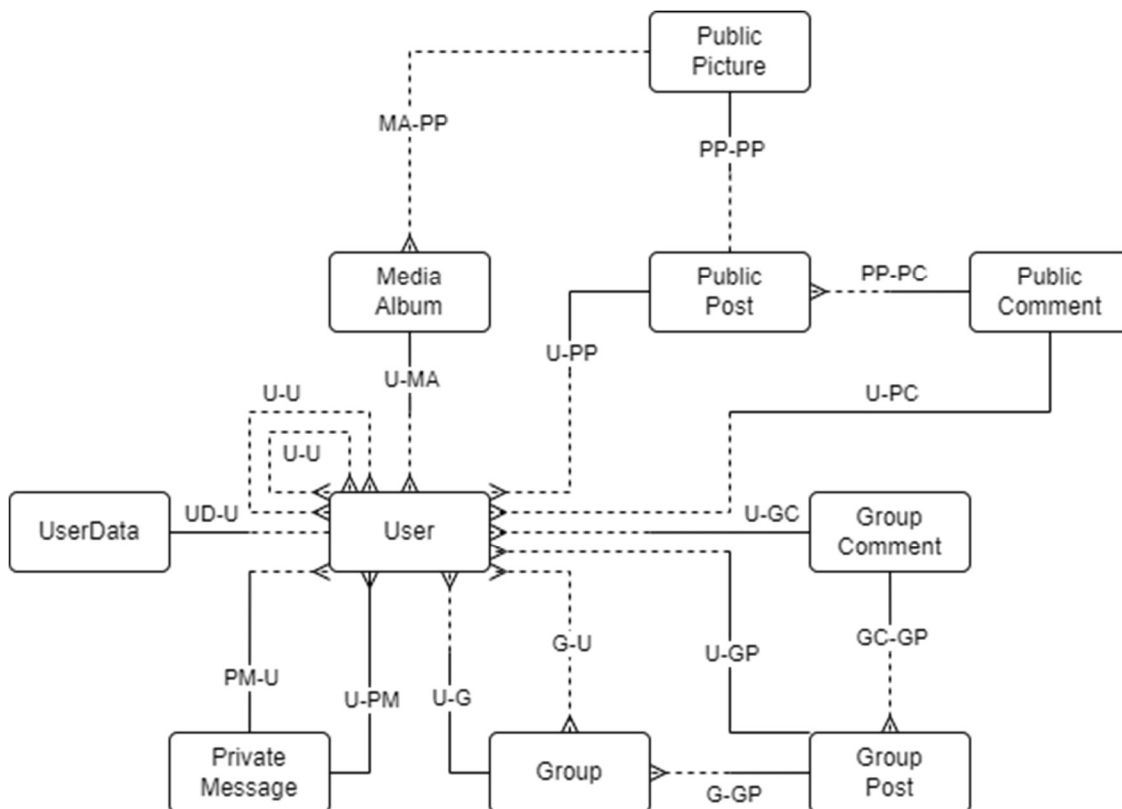 Public
Picture
MA-PP
PP-PP
Media
Album
Public
Post
PP-PC
Public
Comment
U-PP
U-MA
U-U
U-PC
U-U
UserData
UD-U
User
U-GC
Group
Comment
G-U
U-GP
GC-GP
PM-U
U-PM
U-G
Private
Message
Group
G-GP
Group
Post